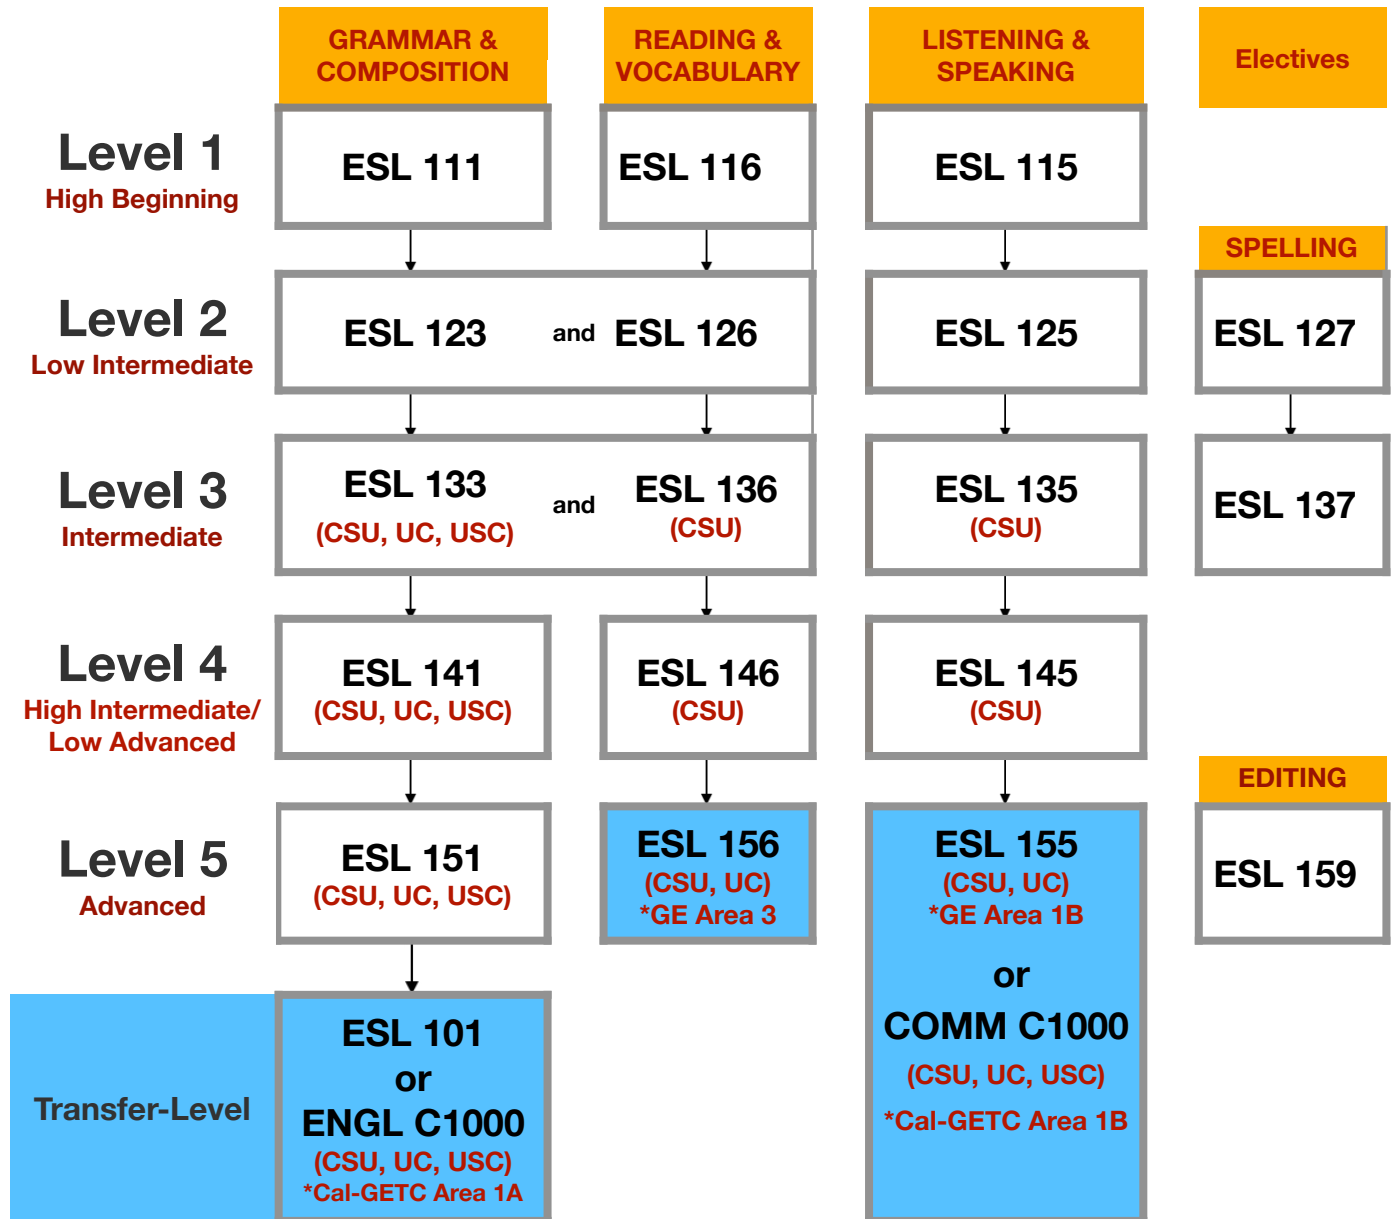 GRAMMAR &
COMPOSITION
READING &
VOCABULARY
LISTENING &
SPEAKING
Electives
Level 1
High Beginning
ESL 111
ESL 116
ESL 115
SPELLING
Level 2
Low Intermediate
ESL 123
and
ESL 126
ESL 125
ESL 127
Level 3
Intermediate
ESL 133
(CSU, UC, USC)
and
ESL 136
(CSU)
ESL 135
(CSU)
ESL 137
Level 4
High Intermediate/
Low Advanced
ESL 141
(CSU, UC, USC)
ESL 146
(CSU)
ESL 145
(CSU)
EDITING
Level 5
Advanced
ESL 151
(CSU, UC, USC)
ESL 156
(CSU, UC)
*GE Area 3
ESL 155
(CSU, UC)
*GE Area 1B
or
COMM C1000
(CSU, UC, USC)
*Cal-GETC Area 1B
ESL 159
Transfer-Level
ESL 101
or
ENGL C1000
(CSU, UC, USC)
*Cal-GETC Area 1A